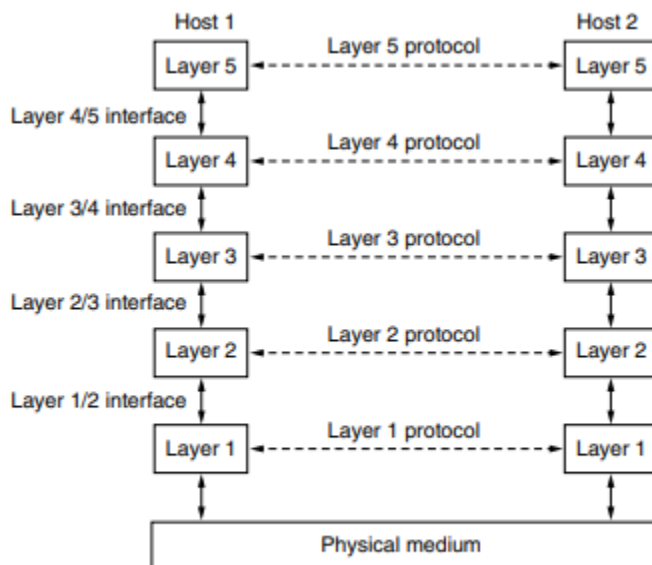 Host 1
Host 2
Layer 5 protocol
Layer 5
Layer 5
Layer 4/5 interface
Layer 4 protocol
Layer 4
Layer 4
Layer 3/4 interface
Layer 3 protocol
Layer 3
Layer 3
Layer 2/3 interface
Layer 2 protocol
Layer 2
Layer 2
Layer 1/2 interface
Layer 1 protocol
Layer 1
Layer 1
Physical medium